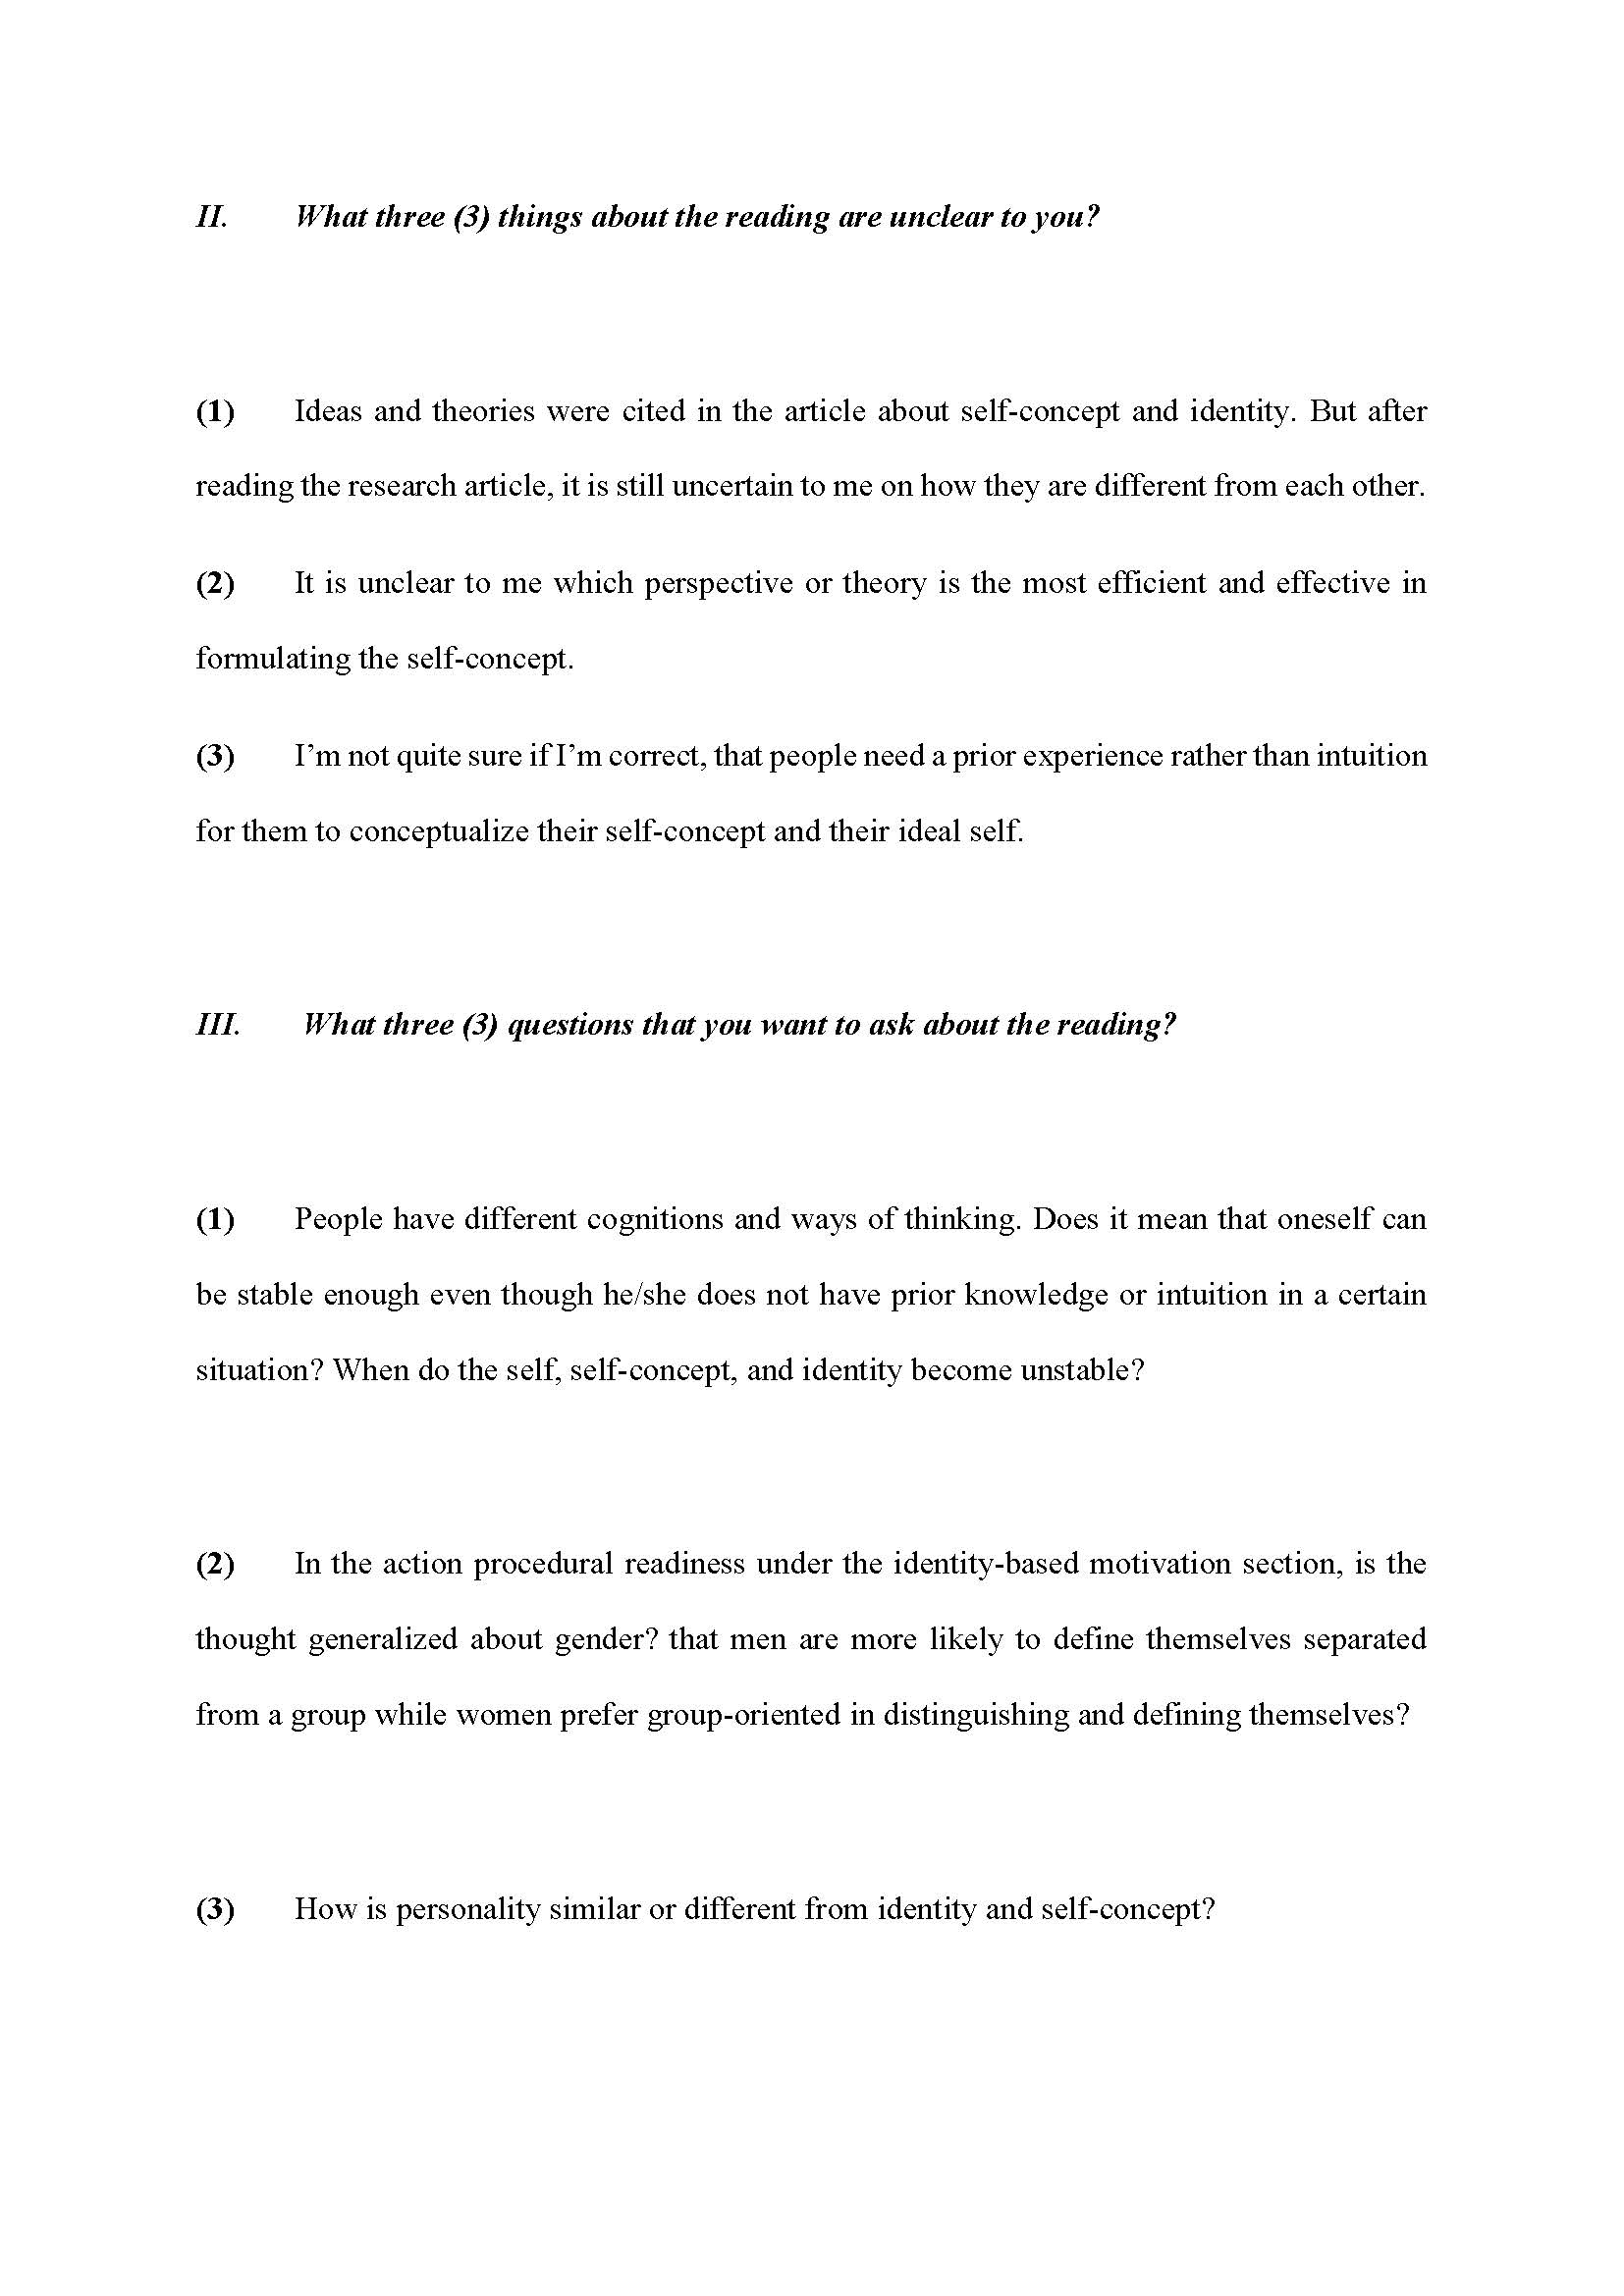 II. What three (3) things about the reading are unclear to you?
(1) Ideas and theories were cited in the article about self-concept and identity. But after
reading the research article, it is still uncertain to me on how they are different from each other.
(2) It is unclear to me which perspective or theory is the most efficient and effective in
formulating the self-concept.
(3) I’m not quite sure if I’m correct, that people need a prior experience rather than intuition
for them to conceptualize their self-concept and their ideal self.
III. What three (3) questions that you want to ask about the reading?
(1) People have different cognitions and ways of thinking. Does it mean that oneself can
be stable enough even though he/she does not have prior knowledge or intuition in a certain
situation? When do the self, self-concept, and identity become unstable?
(2) In the action procedural readiness under the identity-based motivation section, is the
thought generalized about gender? that men are more likely to define themselves separated
from a group while women prefer group-oriented in distinguishing and defining themselves?
(3) How is personality similar or different from identity and self-concept?